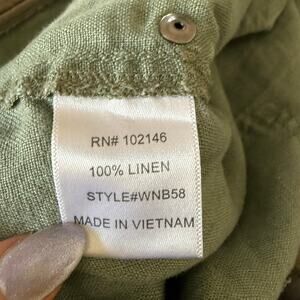 RN# 102146
100% LINEN
STYLE#WNB58
MADE IN VIETNAM